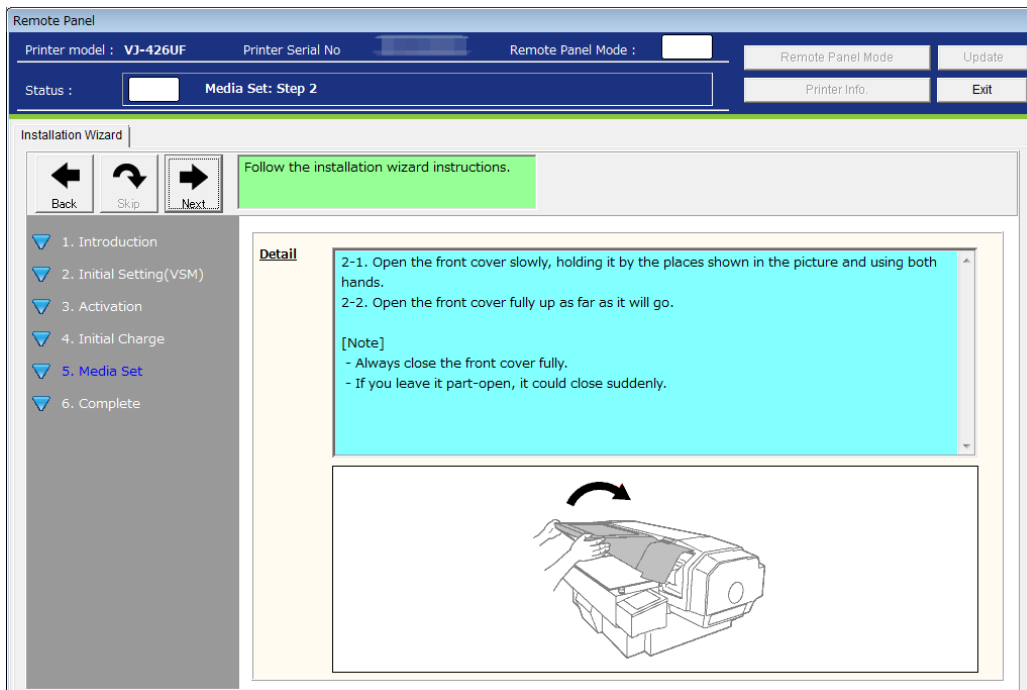 Remote Panel
Printer model : VJ-426UF Printer Serial No Remote Panel Mode :
Remote Panel Mode Update
Status : Media Set: Step 2
Printer Info. Exit
Installation Wizard
Back Skip Next
Follow the installation wizard instructions.
1. Introduction
2. Initial Setting(VSM)
3. Activation
4. Initial Charge
5. Media Set
6. Complete
Detail
2-1. Open the front cover slowly, holding it by the places shown in the picture and using both
hands.
2-2. Open the front cover fully up as far as it will go.
[Note]
- Always close the front cover fully.
- If you leave it part-open, it could close suddenly.